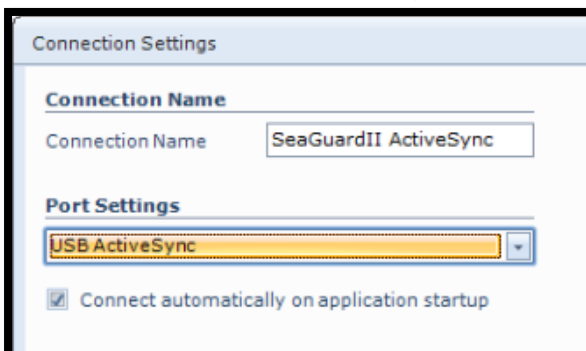 Connection Settings
Connection Name
Connection Name SeaGuardII ActiveSync
Port Settings
USB ActiveSync
Connect automatically on application startup